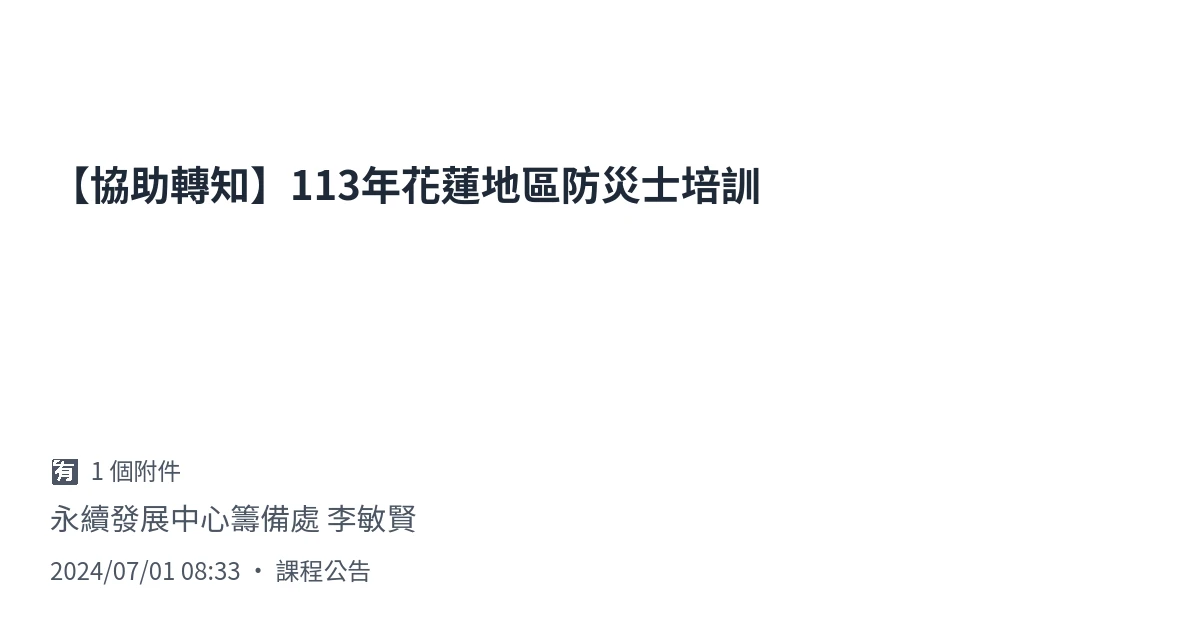 【協助轉知】113年花蓮地區防災士培訓
🈶 1 個附件
永續發展中心籌備處 李敏賢
2024/07/01 08:33 • 課程公告